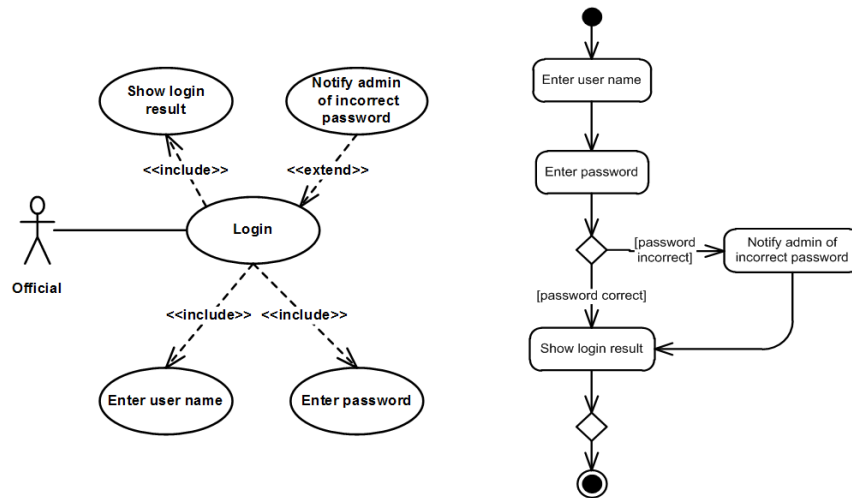 Show login
result
Notify admin
of incorrect
password
<<include>>
<<extend>>
Login
Official
<<include>>
<<include>>
Enter user name
Enter password
Enter user name
Enter password
[password
incorrect]
Notify admin of
incorrect password
[password correct]
Show login result